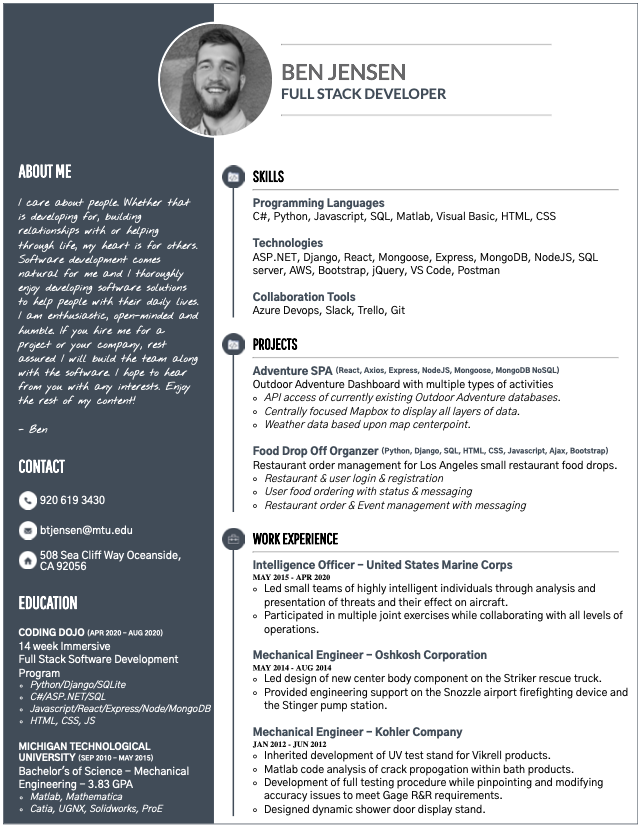 BEN JENSEN
FULL STACK DEVELOPER
ABOUT ME
I care about people. Whether that
is developing for, building
relationships with or helping
through life, my heart is for others.
Software development comes
natural for me and I thoroughly
enjoy developing software solutions
to help people with their daily lives.
I am enthusiastic, open-minded and
humble. If you hire me for a
project or your company, rest
assured I will build the team along
with the software. I hope to hear
from you with any interests. Enjoy
the rest of my content!
- Ben
CONTACT
920 619 3430
btjensen@mtu.edu
508 Sea Cliff Way Oceanside,
CA 92056
EDUCATION
CODING DOJO (APR 2020 – AUG 2020)
14 week Immersive
Full Stack Software Development
Program
Python/Django/SQLite
C#/ASP.NET/SQL
Javascript/React/Express/Node/MongoDB
HTML, CSS, JS
MICHIGAN TECHNOLOGICAL
UNIVERSITY (SEP 2010 – MAY 2015)
Bachelor's of Science – Mechanical
Engineering – 3.83 GPA
Matlab, Mathematica
Catia, UGNX, Solidworks, ProE
SKILLS
Programming Languages
C#, Python, Javascript, SQL, Matlab, Visual Basic, HTML, CSS
Technologies
ASP.NET, Django, React, Mongoose, Express, MongoDB, NodeJS, SQL
server, AWS, Bootstrap, jQuery, VS Code, Postman
Collaboration Tools
Azure Devops, Slack, Trello, Git
PROJECTS
Adventure SPA (React, Axios, Express, NodeJS, Mongoose, MongoDB NoSQL)
Outdoor Adventure Dashboard with multiple types of activities
API access of currently existing Outdoor Adventure databases.
Centrally focused Mapbox to display all layers of data.
Weather data based upon map centerpoint.
Food Drop Off Organzer (Python, Django, SQL, HTML, CSS, Javascript, Ajax, Bootstrap)
Restaurant order management for Los Angeles small restaurant food drops.
Restaurant & user login & registration
User food ordering with status & messaging
Restaurant order & Event management with messaging
WORK EXPERIENCE
Intelligence Officer – United States Marine Corps
MAY 2015 - APR 2020
Led small teams of highly intelligent individuals through analysis and
presentation of threats and their effect on aircraft.
Participated in multiple joint exercises while collaborating with all levels of
operations.
Mechanical Engineer – Oshkosh Corporation
MAY 2014 - AUG 2014
Led design of new center body component on the Striker rescue truck.
Provided engineering support on the Snozzle airport firefighting device and
the Stinger pump station.
Mechanical Engineer – Kohler Company
JAN 2012 - JUN 2012
Inherited development of UV test stand for Vikrell products.
Matlab code analysis of crack propogation within bath products.
Development of full testing procedure while pinpointing and modifying
accuracy issues to meet Gage R&R requirements.
Designed dynamic shower door display stand.